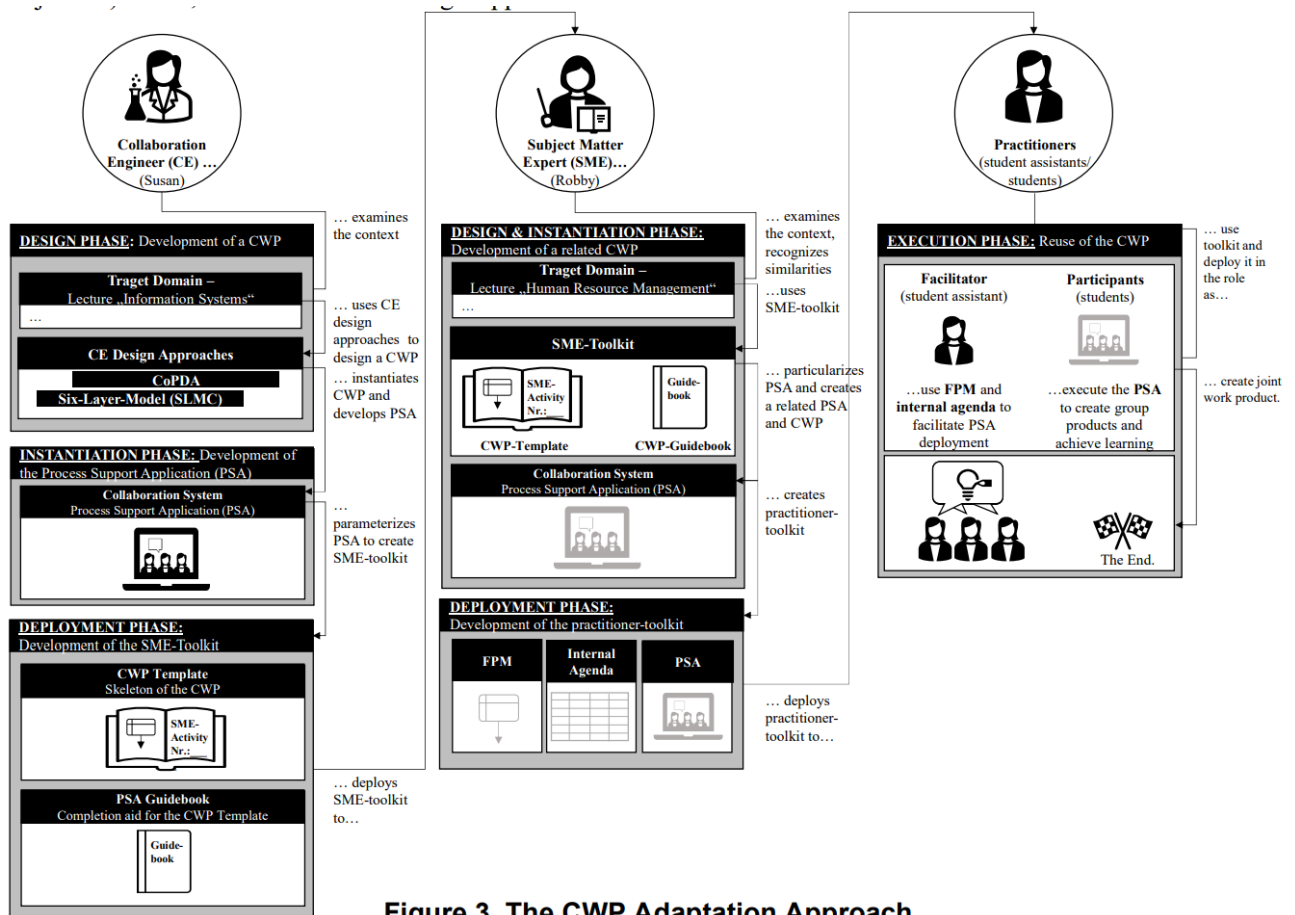 Collaboration
Engineer (CE) …
(Susan)
… examines
the context
DESIGN PHASE: Development of a CWP
Traget Domain –
Lecture „Information Systems“
…
… uses CE
design
approaches to
design a CWP
CE Design Approaches
CoPDA
Six-Layer-Model (SLMC)
… instantiates
CWP and
develops PSA
INSTANTIATION PHASE: Development of
the Process Support Application (PSA)
Collaboration System
Process Support Application (PSA)
…
parameterizes
PSA to create
SME-toolkit
DEPLOYMENT PHASE:
Development of the SME-Toolkit
CWP Template
Skeleton of the CWP
SME-
Activity
Nr.:___
PSA Guidebook
Completion aid for the CWP Template
Guide-
book
… deploys
SME-toolkit
to…
Subject Matter
Expert (SME)…
(Robby)
… examines
the context,
recognizes
similarities
DESIGN & INSTANTIATION PHASE:
Development of a related CWP
Traget Domain –
Lecture „Human Resource Management“
…
…uses
SME-toolkit
SME-Toolkit
SME-
Activity
Nr.:___
Guide-
book
CWP-Template
CWP-Guidebook
… particularizes
PSA and creates
a related PSA
and CWP
Collaboration System
Process Support Application (PSA)
… creates
practitioner-
toolkit
DEPLOYMENT PHASE:
Development of the practitioner-toolkit
FPM
Internal
Agenda
PSA
… deploys
practitioner-
toolkit to…
Practitioners
(student assistants/
students)
… use
toolkit and
deploy it in
the role
as…
EXECUTION PHASE: Reuse of the CWP
Facilitator
(student assistant)
…use FPM and
internal agenda to
facilitate PSA
deployment
Participants
(students)
…execute the PSA
to create group
products and
achieve learning
… create joint
work product.
The End.
Figure 3. The CWP Adaptation Approach